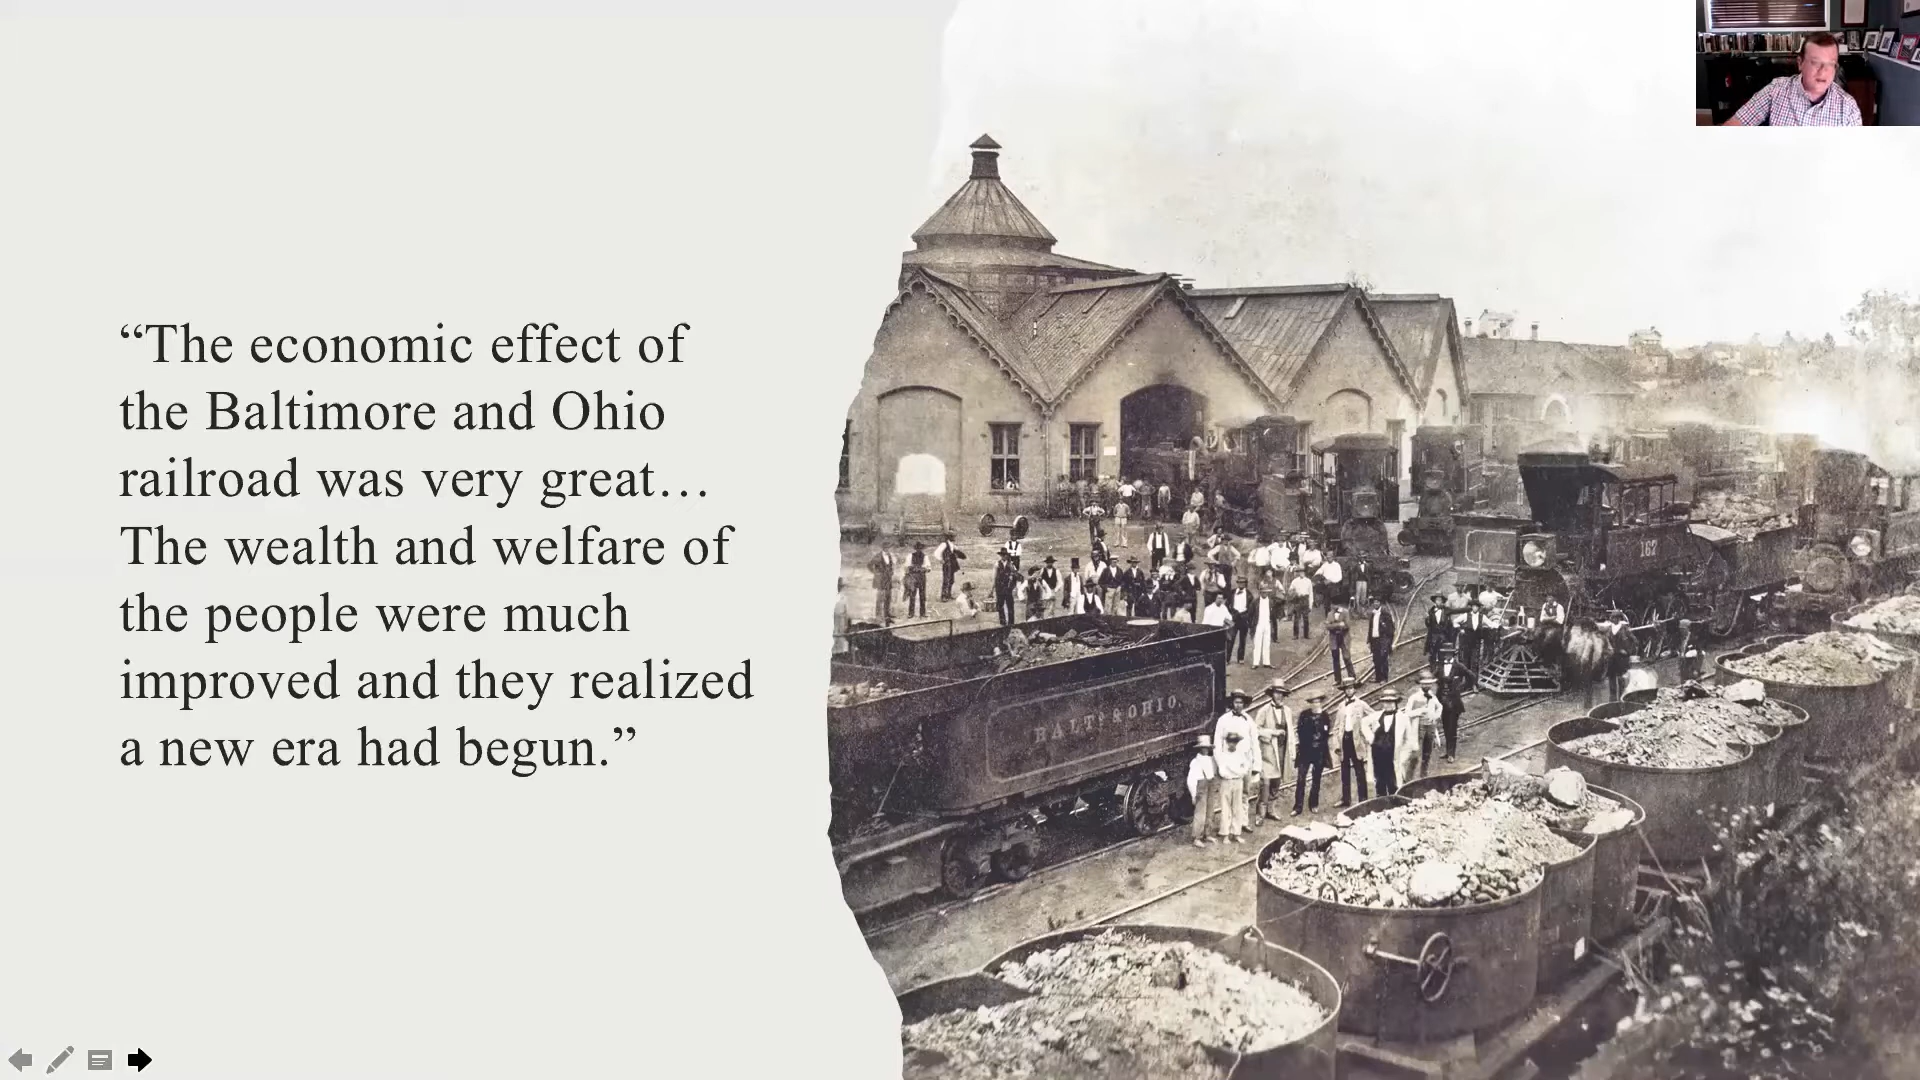 “The economic effect of
the Baltimore and Ohio
railroad was very great…
The wealth and welfare of
the people were much
improved and they realized
a new era had begun.”
167
BALTO & OHIO.